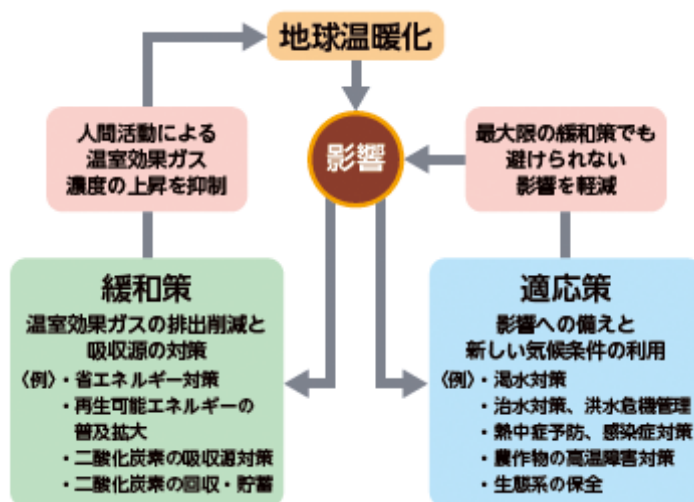 地球温暖化
人間活動による
温室効果ガス
濃度の上昇を抑制
影響
最大限の緩和策でも
避けられない
影響を軽減
緩和策
温室効果ガスの排出削減と
吸収源の対策
〈例〉・省エネルギー対策
・再生可能エネルギーの
普及拡大
・二酸化炭素の吸収源対策
・二酸化炭素の回収・貯蓄
適応策
影響への備えと
新しい気候条件の利用
〈例〉・渇水対策
・治水対策、洪水危機管理
・熱中症予防、感染症対策
・農作物の高温障害対策
・生態系の保全